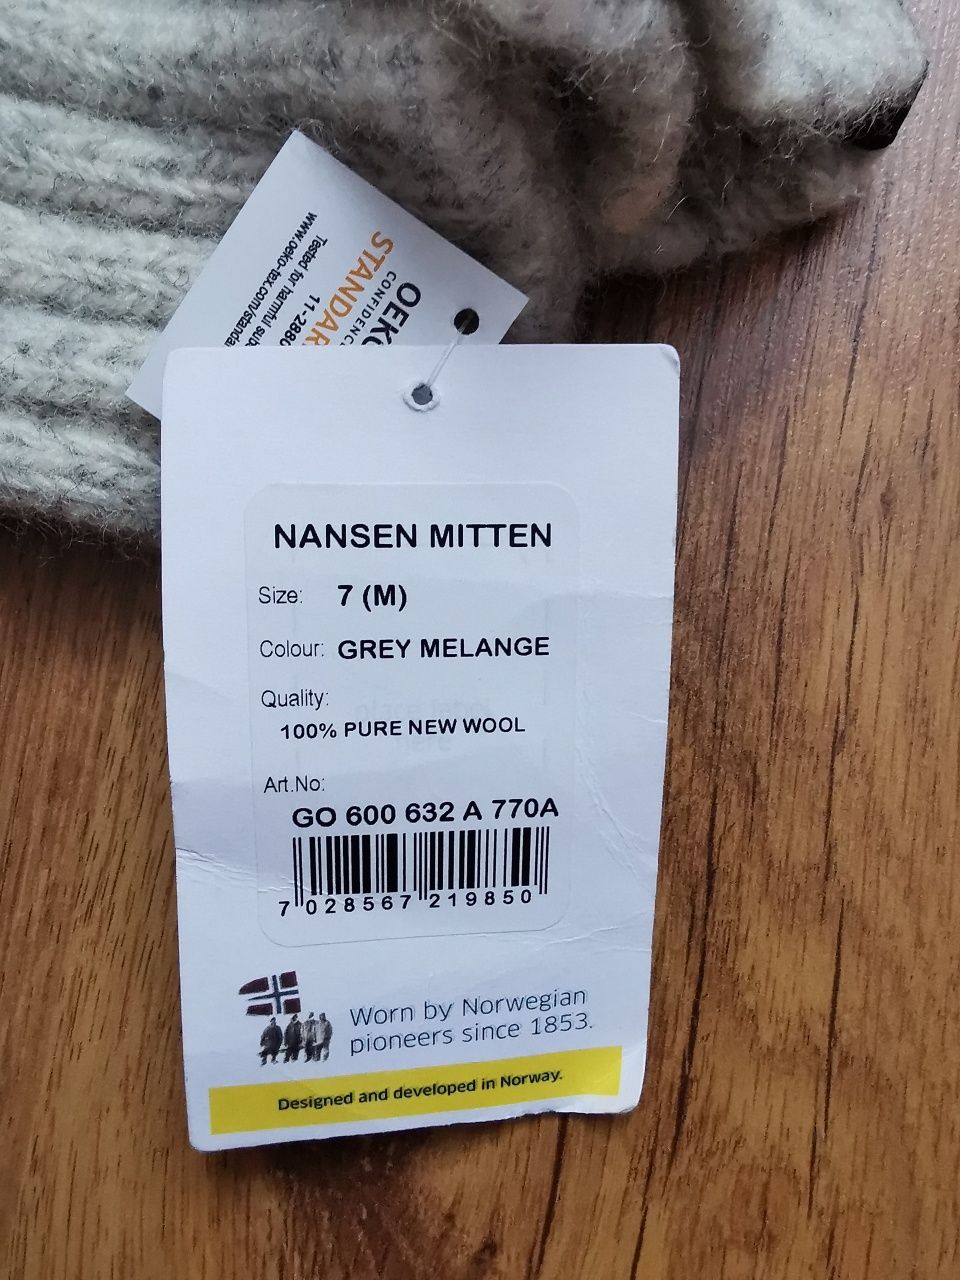 OEKO
CONFIDENCE
STANDARD
11-2880
Tested for harmful
www.oeko-tex.com/standa
NANSEN MITTEN
Size: 7 (M)
Colour: GREY MELANGE
Quality:
100% PURE NEW WOOL
Art.No:
GO 600 632 A 770A
7 028567 219850
Worn by Norwegian
pioneers since 1853.
Designed and developed in Norway.